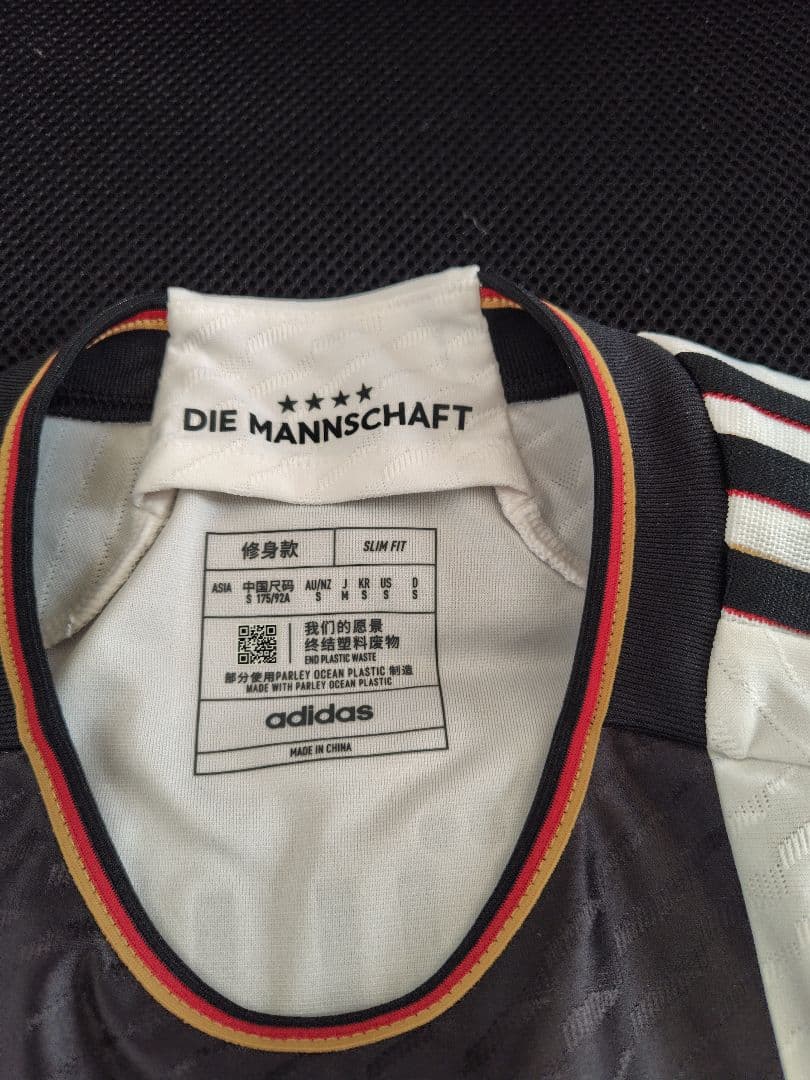 ★★★★
DIE MANNSCHAFT
修身款 SLIM FIT
ASIA 中国尺码 AU/NZ J KR US D
S 175/92A S M S S S
我们的愿景
终结塑料废物
END PLASTIC WASTE
部分使用PARLEY OCEAN PLASTIC 制造
MADE WITH PARLEY OCEAN PLASTIC
adidas
MADE IN CHINA